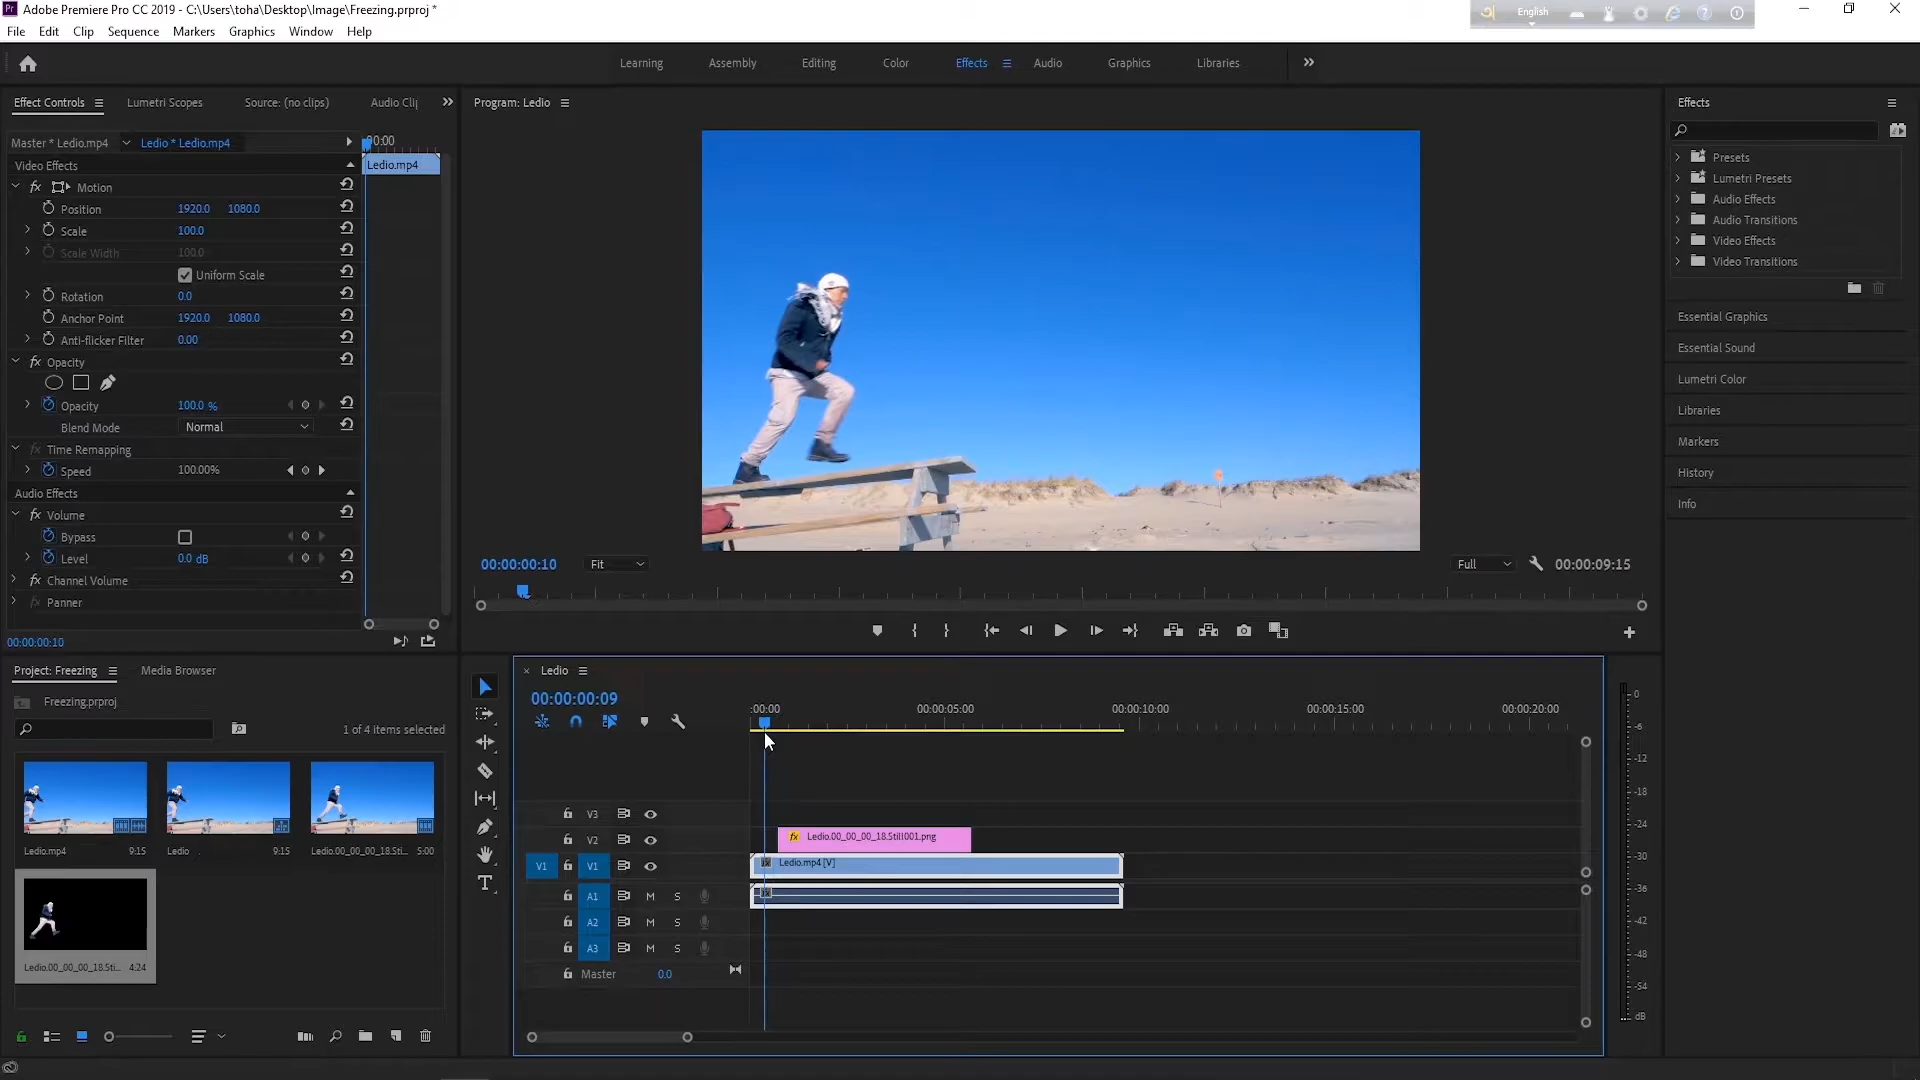 Adobe Premiere Pro CC 2019 - C:\Users\toha\Desktop\Image\Freezing.prproj *
English
File Edit Clip Sequence Markers Graphics Window Help
Learning Assembly Editing Color Effects Audio Graphics Libraries
Effect Controls Lumetri Scopes Source: (no clips) Audio Cli
Master * Ledio.mp4 Ledio * Ledio.mp4
:00:00
Ledio.mp4
Video Effects
fx Motion
Position 1920.0 1080.0
Scale 100.0
Scale Width 100.0
Uniform Scale
Rotation 0.0
Anchor Point 1920.0 1080.0
Anti-flicker Filter 0.00
fx Opacity
Opacity 100.0 %
Blend Mode Normal
fx Time Remapping
Speed 100.00%
Audio Effects
fx Volume
Bypass
Level 0.0 dB
fx Channel Volume
fx Panner
00:00:00:10
Program: Ledio
00:00:00:10 Fit Full 00:00:09:15
Effects
Presets
Lumetri Presets
Audio Effects
Audio Transitions
Video Effects
Video Transitions
Essential Graphics
Essential Sound
Lumetri Color
Libraries
Markers
History
Info
Project: Freezing Media Browser
Freezing.prproj
1 of 4 items selected
Ledio.mp4 9:15
Ledio 9:15
Ledio.00_00_00_18.Sti... 5:00
Ledio.00_00_00_18.Sti... 4:24
Ledio
00:00:00:09
:00:00 00:00:05:00 00:00:10:00 00:00:15:00 00:00:20:00
V3
V2
fx Ledio.00_00_00_18.Still001.png
V1 V1
fx Ledio.mp4 [V]
A1 M S
fx
A2 M S
A3 M S
Master 0.0
0
-6
-12
-18
-24
-30
-36
-42
-48
-54
dB